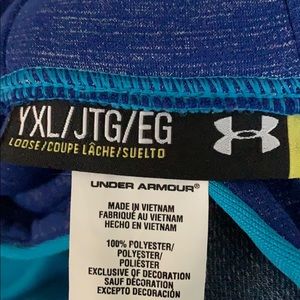 YXL/JTG/EG
LOOSE/COUPE LÂCHE/SUELTO
UNDER ARMOUR®
MADE IN VIETNAM
FABRIQUÉ AU VIETNAM
HECHO EN VIETNAM
100% POLYESTER/
POLYESTER/
POLIÉSTER
EXCLUSIVE OF DECORATION
SAUF DÉCORATION
EXCEPTO DECORACIÓN